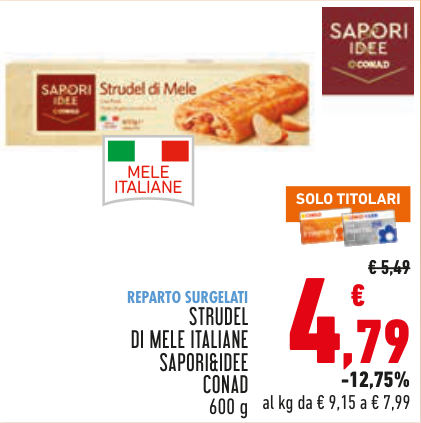 SAPORI
IDEE
CONAD
SAPORI
IDEE
CONAD
Strudel di Mele
MELE
ITALIANE
SOLO TITOLARI
€ 5,49
REPARTO SURGELATI
STRUDEL
DI MELE ITALIANE
SAPORI&IDEE
CONAD
600 g
4,79 €
-12,75%
al kg da € 9,15 a € 7,99